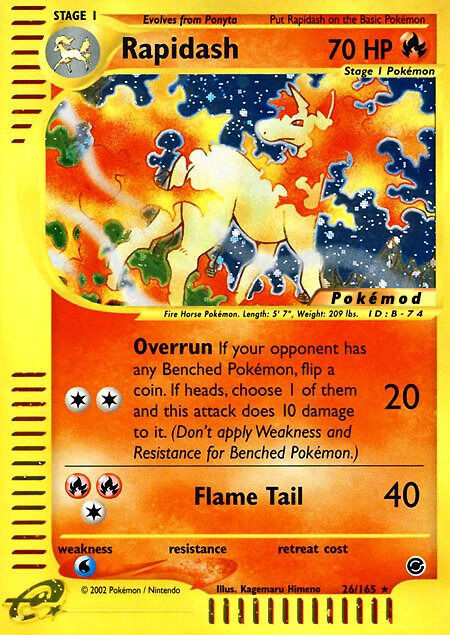 STAGE 1 Evolves from Ponyta Put Rapidash on the Basic Pokémon
Rapidash 70 HP
Stage 1 Pokémon
Pokémod
Fire Horse Pokémon. Length: 5' 7", Weight: 209 lbs. ID:B-74
Overrun If your opponent has
any Benched Pokémon, flip a
coin. If heads, choose 1 of them
and this attack does 10 damage
to it. (Don't apply Weakness and
Resistance for Benched Pokémon.)
20
Flame Tail 40
weakness resistance retreat cost
© 2002 Pokémon / Nintendo Illus. Kagemaru Himeno 26/165 ★
e